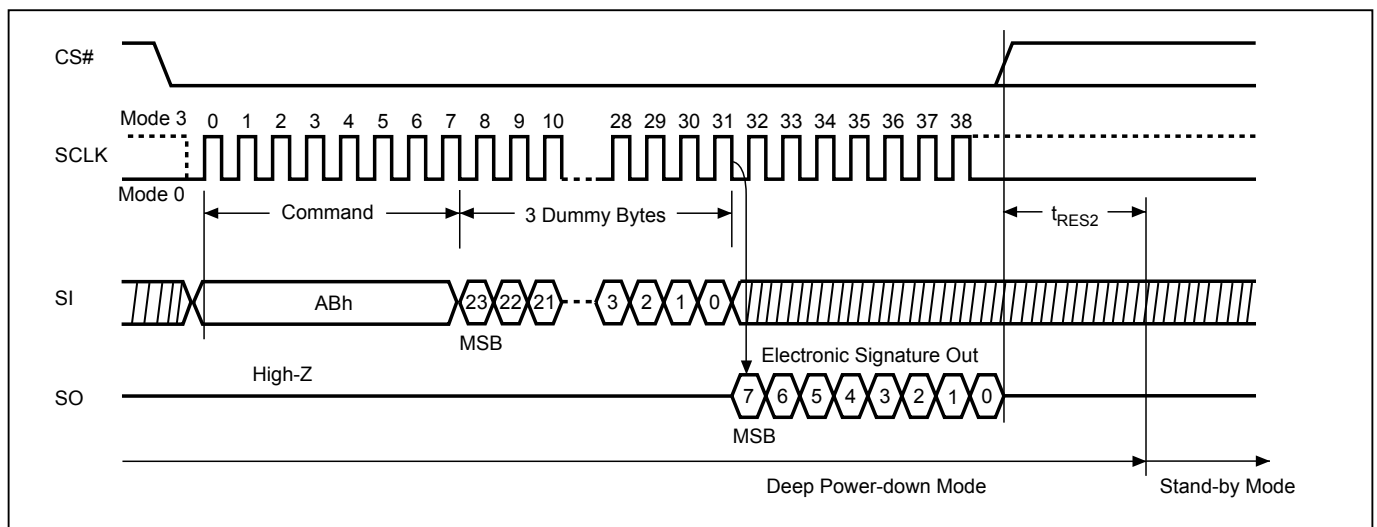 CS#
Mode 3 0 1 2 3 4 5 6 7 8 9 10 28 29 30 31 32 33 34 35 36 37 38
SCLK
Mode 0
Command 3 Dummy Bytes tRES2
SI ABh 23 22 21 3 2 1 0
MSB
Electronic Signature Out
High-Z
SO 7 6 5 4 3 2 1 0
MSB
Deep Power-down Mode Stand-by Mode